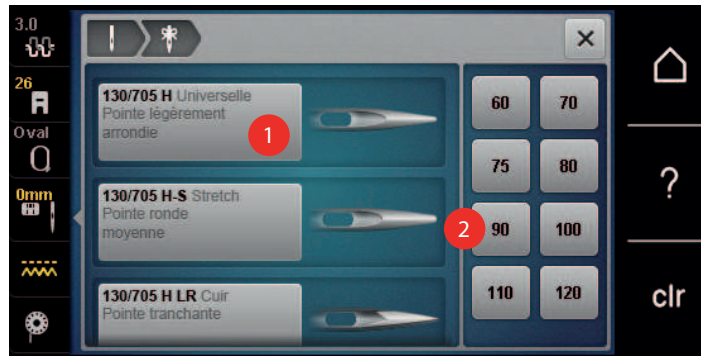 3.0
26
Oval
0mm
130/705 H Universelle
Pointe légèrement
arrondie
1
130/705 H-S Stretch
Pointe ronde
moyenne
2
130/705 H LR Cuir
Pointe tranchante
60 70
75 80
90 100
110 120
?
clr